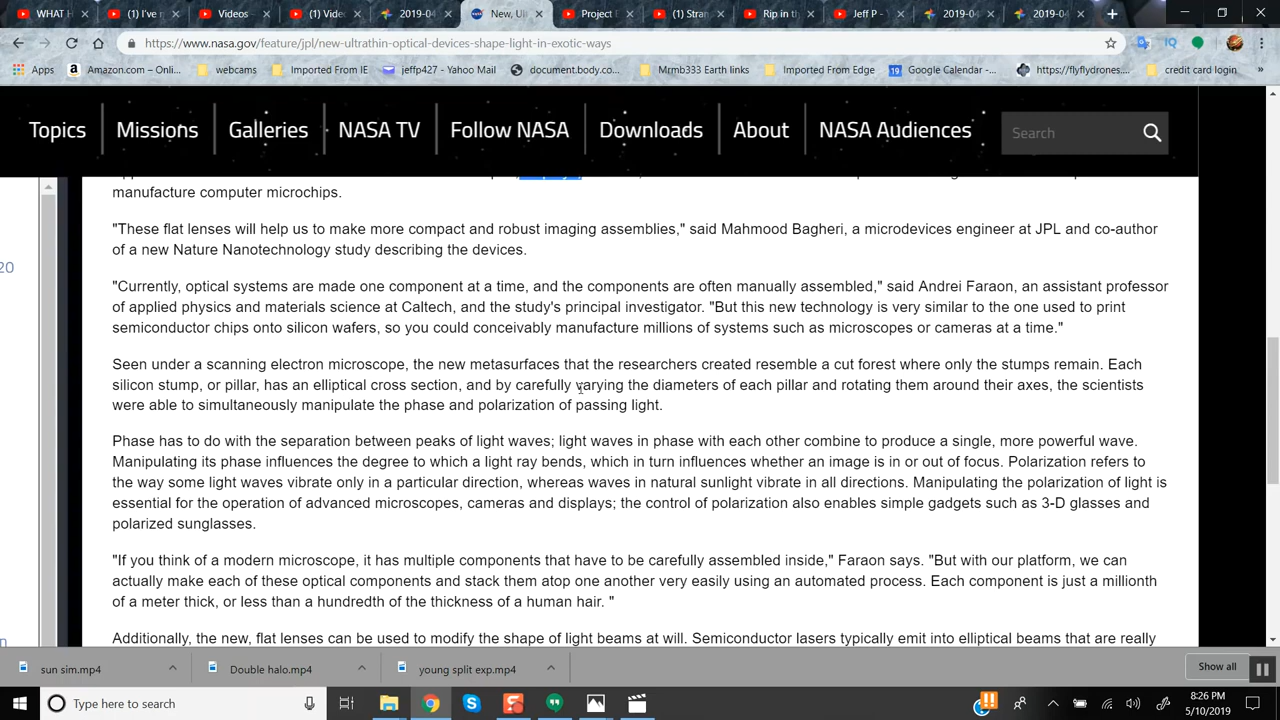 WHAT H
(1) I've r
Videos
(1) Vide
2019-04
New, Ul
Project E
(1) Stran
Rip in th
Jeff P -
2019-04
2019-04
https://www.nasa.gov/feature/jpl/new-ultrathin-optical-devices-shape-light-in-exotic-ways
Apps
Amazon.com – Onli...
webcams
Imported From IE
jeffp427 - Yahoo Mail
document.body.co...
Mrmb333 Earth links
Imported From Edge
19
Google Calendar -...
https://flyflydrones....
credit card login
»
Topics
Missions
Galleries
NASA TV
Follow NASA
Downloads
About
NASA Audiences
Search
manufacture computer microchips.
"These flat lenses will help us to make more compact and robust imaging assemblies," said Mahmood Bagheri, a microdevices engineer at JPL and co-author
of a new Nature Nanotechnology study describing the devices.
20
"Currently, optical systems are made one component at a time, and the components are often manually assembled," said Andrei Faraon, an assistant professor
of applied physics and materials science at Caltech, and the study's principal investigator. "But this new technology is very similar to the one used to print
semiconductor chips onto silicon wafers, so you could conceivably manufacture millions of systems such as microscopes or cameras at a time."
Seen under a scanning electron microscope, the new metasurfaces that the researchers created resemble a cut forest where only the stumps remain. Each
silicon stump, or pillar, has an elliptical cross section, and by carefully varying the diameters of each pillar and rotating them around their axes, the scientists
were able to simultaneously manipulate the phase and polarization of passing light.
Phase has to do with the separation between peaks of light waves; light waves in phase with each other combine to produce a single, more powerful wave.
Manipulating its phase influences the degree to which a light ray bends, which in turn influences whether an image is in or out of focus. Polarization refers to
the way some light waves vibrate only in a particular direction, whereas waves in natural sunlight vibrate in all directions. Manipulating the polarization of light is
essential for the operation of advanced microscopes, cameras and displays; the control of polarization also enables simple gadgets such as 3-D glasses and
polarized sunglasses.
"If you think of a modern microscope, it has multiple components that have to be carefully assembled inside," Faraon says. "But with our platform, we can
actually make each of these optical components and stack them atop one another very easily using an automated process. Each component is just a millionth
of a meter thick, or less than a hundredth of the thickness of a human hair. "
Additionally, the new, flat lenses can be used to modify the shape of light beams at will. Semiconductor lasers typically emit into elliptical beams that are really
n
sun sim.mp4
Double halo.mp4
young split exp.mp4
Show all
Type here to search
8:26 PM
5/10/2019